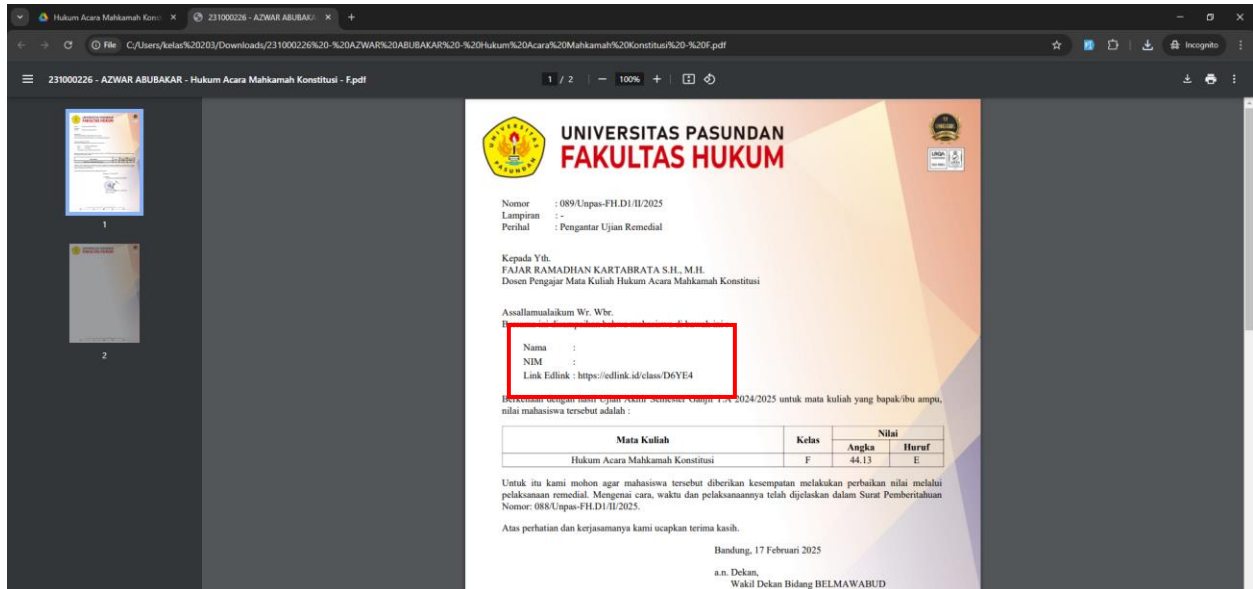 Hukum Acara Mahkamah Kons
231000226 - AZWAR ABUBAKA
File C:/Users/kelas%20203/Downloads/231000226%20-%20AZWAR%20ABUBAKAR%20-%20Hukum%20Acara%20Mahkamah%20Konstitusi%20-%20F.pdf
Incognito
231000226 - AZWAR ABUBAKAR - Hukum Acara Mahkamah Konstitusi - F.pdf
1 / 2
100%
1
2
UNIVERSITAS PASUNDAN
FAKULTAS HUKUM
Nomor : 089/Unpas-FH.D1/II/2025
Lampiran : -
Perihal : Pengantar Ujian Remedial
Kepada Yth.
FAJAR RAMADHAN KARTABRATA S.H., M.H.
Dosen Pengajar Mata Kuliah Hukum Acara Mahkamah Konstitusi
Assallamualaikum Wr. Wbr.
Nama :
NIM :
Link Edlink : https://edlink.id/class/D6YE4
2024/2025 untuk mata kuliah yang bapak/ibu ampu,
nilai mahasiswa tersebut adalah :
Mata Kuliah Kelas Nilai
Angka Huruf
Hukum Acara Mahkamah Konstitusi F 44.13 E
Untuk itu kami mohon agar mahasiswa tersebut diberikan kesempatan melakukan perbaikan nilai melalui
pelaksanaan remedial. Mengenai cara, waktu dan pelaksanaannya telah dijelaskan dalam Surat Pemberitahuan
Nomor: 088/Unpas-FH.D1/II/2025.
Atas perhatian dan kerjasamanya kami ucapkan terima kasih.
Bandung, 17 Februari 2025
a.n. Dekan,
Wakil Dekan Bidang BELMAWABUD